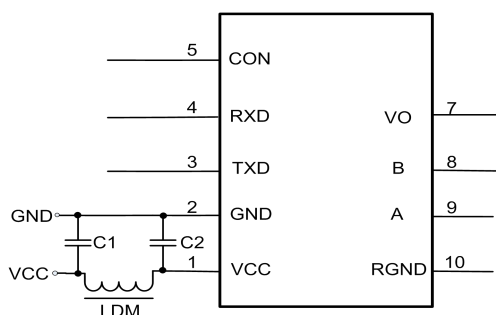 5 CON
4 RXD
VO 7
3 TXD
B 8
GND 2 GND
A 9
C1 C2
VCC 1 VCC
RGND 10
LDM